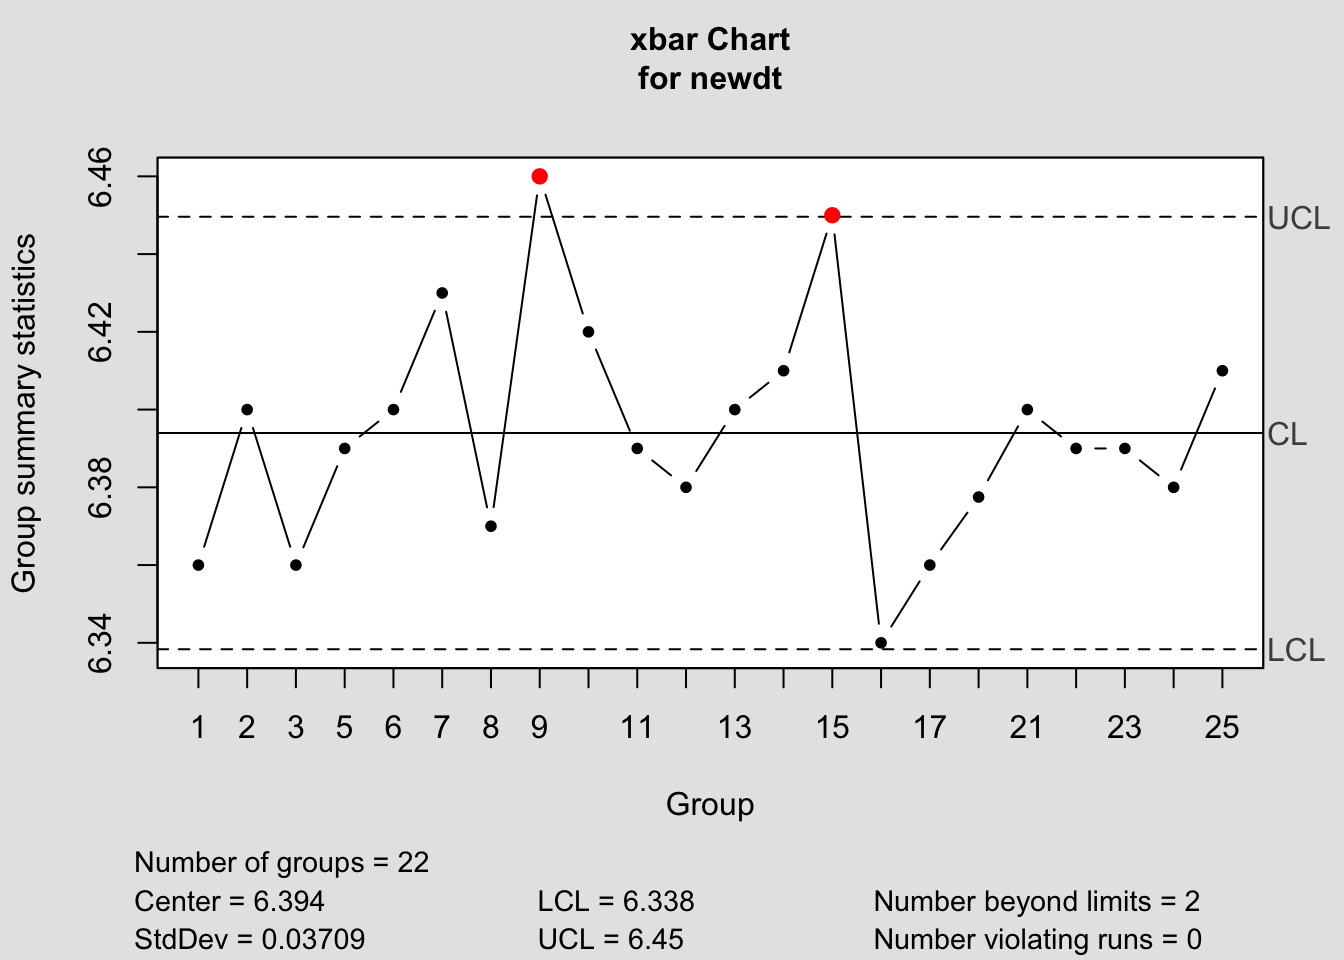 xbar Chart
for newdt
Group summary statistics
6.46
6.42
6.38
6.34
UCL
CL
LCL
1 2 3 5 6 7 8 9 11 13 15 17 21 23 25
Group
Number of groups = 22
Center = 6.394 LCL = 6.338 Number beyond limits = 2
StdDev = 0.03709 UCL = 6.45 Number violating runs = 0